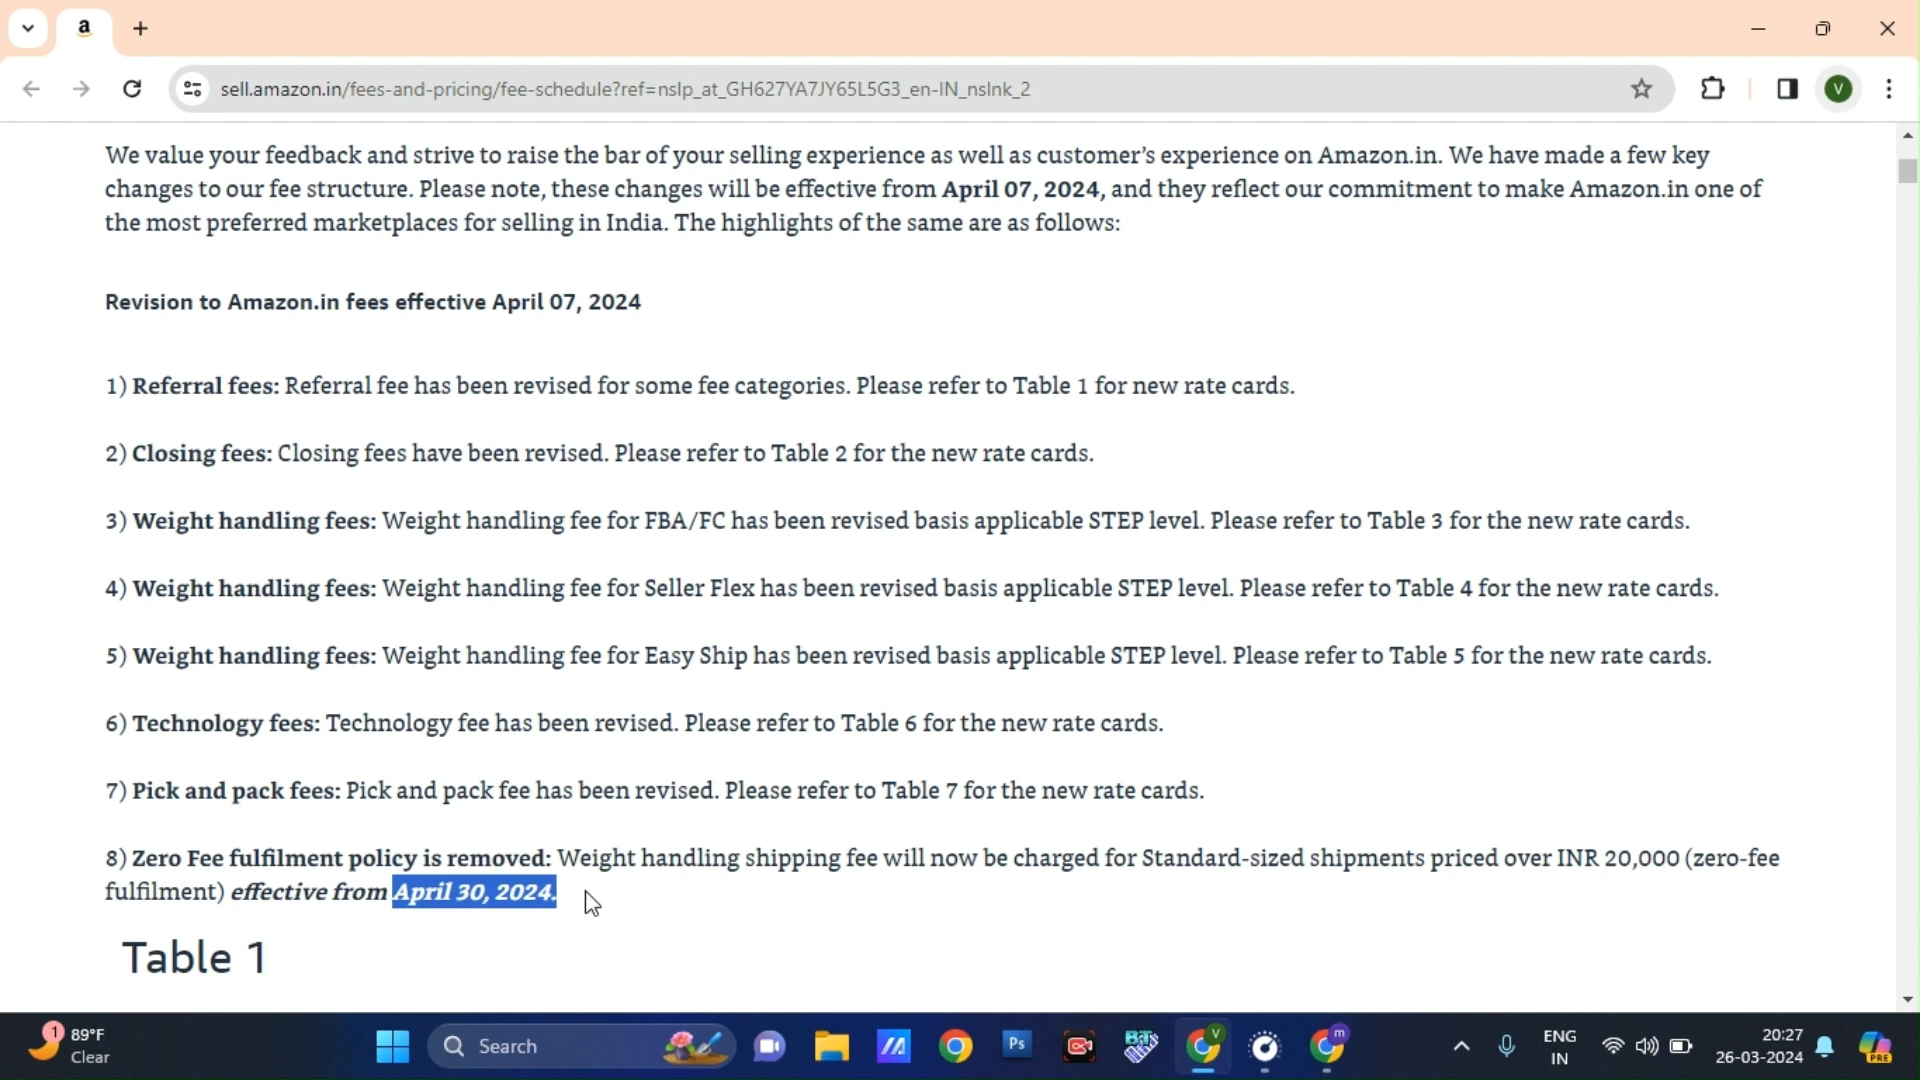 a
sell.amazon.in/fees-and-pricing/fee-schedule?ref=nslp_at_GH627YA7JY65L5G3_en-IN_nslnk_2
V
We value your feedback and strive to raise the bar of your selling experience as well as customer’s experience on Amazon.in. We have made a few key
changes to our fee structure. Please note, these changes will be effective from April 07, 2024, and they reflect our commitment to make Amazon.in one of
the most preferred marketplaces for selling in India. The highlights of the same are as follows:
Revision to Amazon.in fees effective April 07, 2024
1) Referral fees: Referral fee has been revised for some fee categories. Please refer to Table 1 for new rate cards.
2) Closing fees: Closing fees have been revised. Please refer to Table 2 for the new rate cards.
3) Weight handling fees: Weight handling fee for FBA/FC has been revised basis applicable STEP level. Please refer to Table 3 for the new rate cards.
4) Weight handling fees: Weight handling fee for Seller Flex has been revised basis applicable STEP level. Please refer to Table 4 for the new rate cards.
5) Weight handling fees: Weight handling fee for Easy Ship has been revised basis applicable STEP level. Please refer to Table 5 for the new rate cards.
6) Technology fees: Technology fee has been revised. Please refer to Table 6 for the new rate cards.
7) Pick and pack fees: Pick and pack fee has been revised. Please refer to Table 7 for the new rate cards.
8) Zero Fee fulfilment policy is removed: Weight handling shipping fee will now be charged for Standard-sized shipments priced over INR 20,000 (zero-fee
fulfilment) effective from April 30, 2024.
Table 1
1 89°F
Clear
Search
Ps
BIT
V
m
ENG
IN
20:27
26-03-2024
PRE